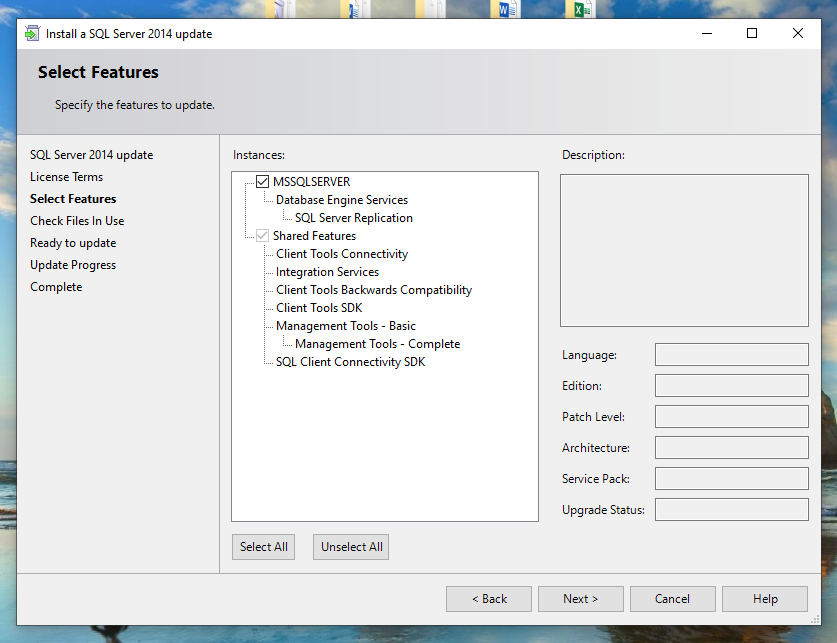 Install a SQL Server 2014 update
Select Features
Specify the features to update.
SQL Server 2014 update
License Terms
Select Features
Check Files In Use
Ready to update
Update Progress
Complete
Instances:
MSSQLSERVER
Database Engine Services
SQL Server Replication
Shared Features
Client Tools Connectivity
Integration Services
Client Tools Backwards Compatibility
Client Tools SDK
Management Tools - Basic
Management Tools - Complete
SQL Client Connectivity SDK
Select All
Unselect All
Description:
Language:
Edition:
Patch Level:
Architecture:
Service Pack:
Upgrade Status:
< Back
Next >
Cancel
Help